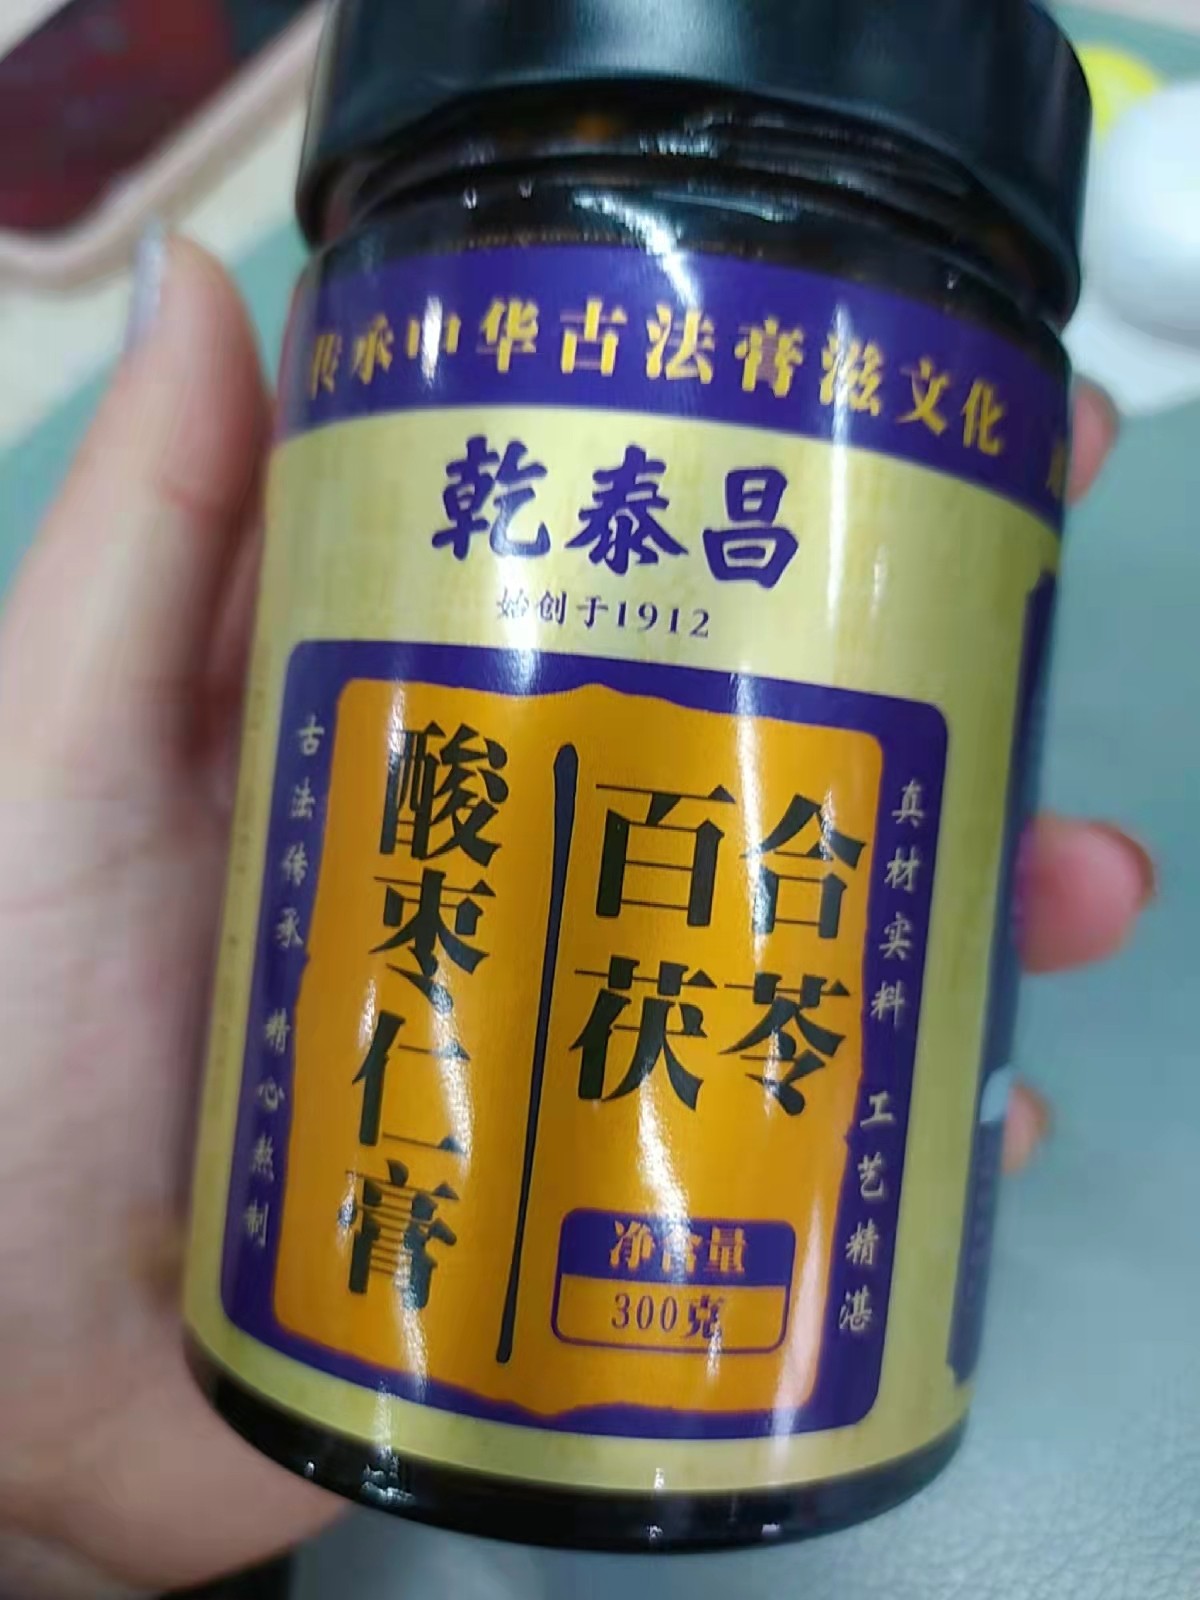 传承中华古法膏滋文化
乾泰昌
始创于1912
百合
茯苓
酸枣仁膏
真材实料 工艺精湛
古法传承 精心熬制
净含量
300克